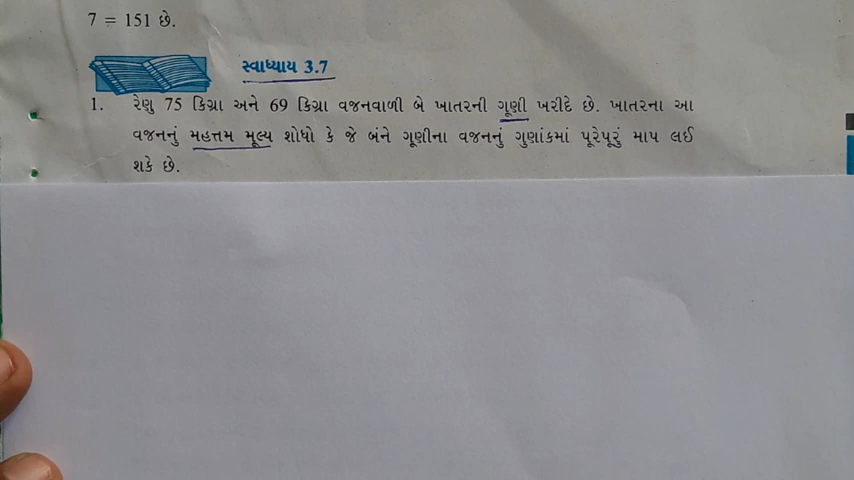 7 = 151 છે.
સ્વાધ્યાય 3.7
1. રેણુ 75 કિગ્રા અને 69 કિગ્રા વજનવાળી બે ખાતરની ગૂણી ખરીદે છે. ખાતરના આ
વજનનું મહત્તમ મૂલ્ય શોધો કે જે બંને ગૂણીના વજનનું ગુણાંકમાં પૂરેપૂરું માપ લઈ
શકે છે.